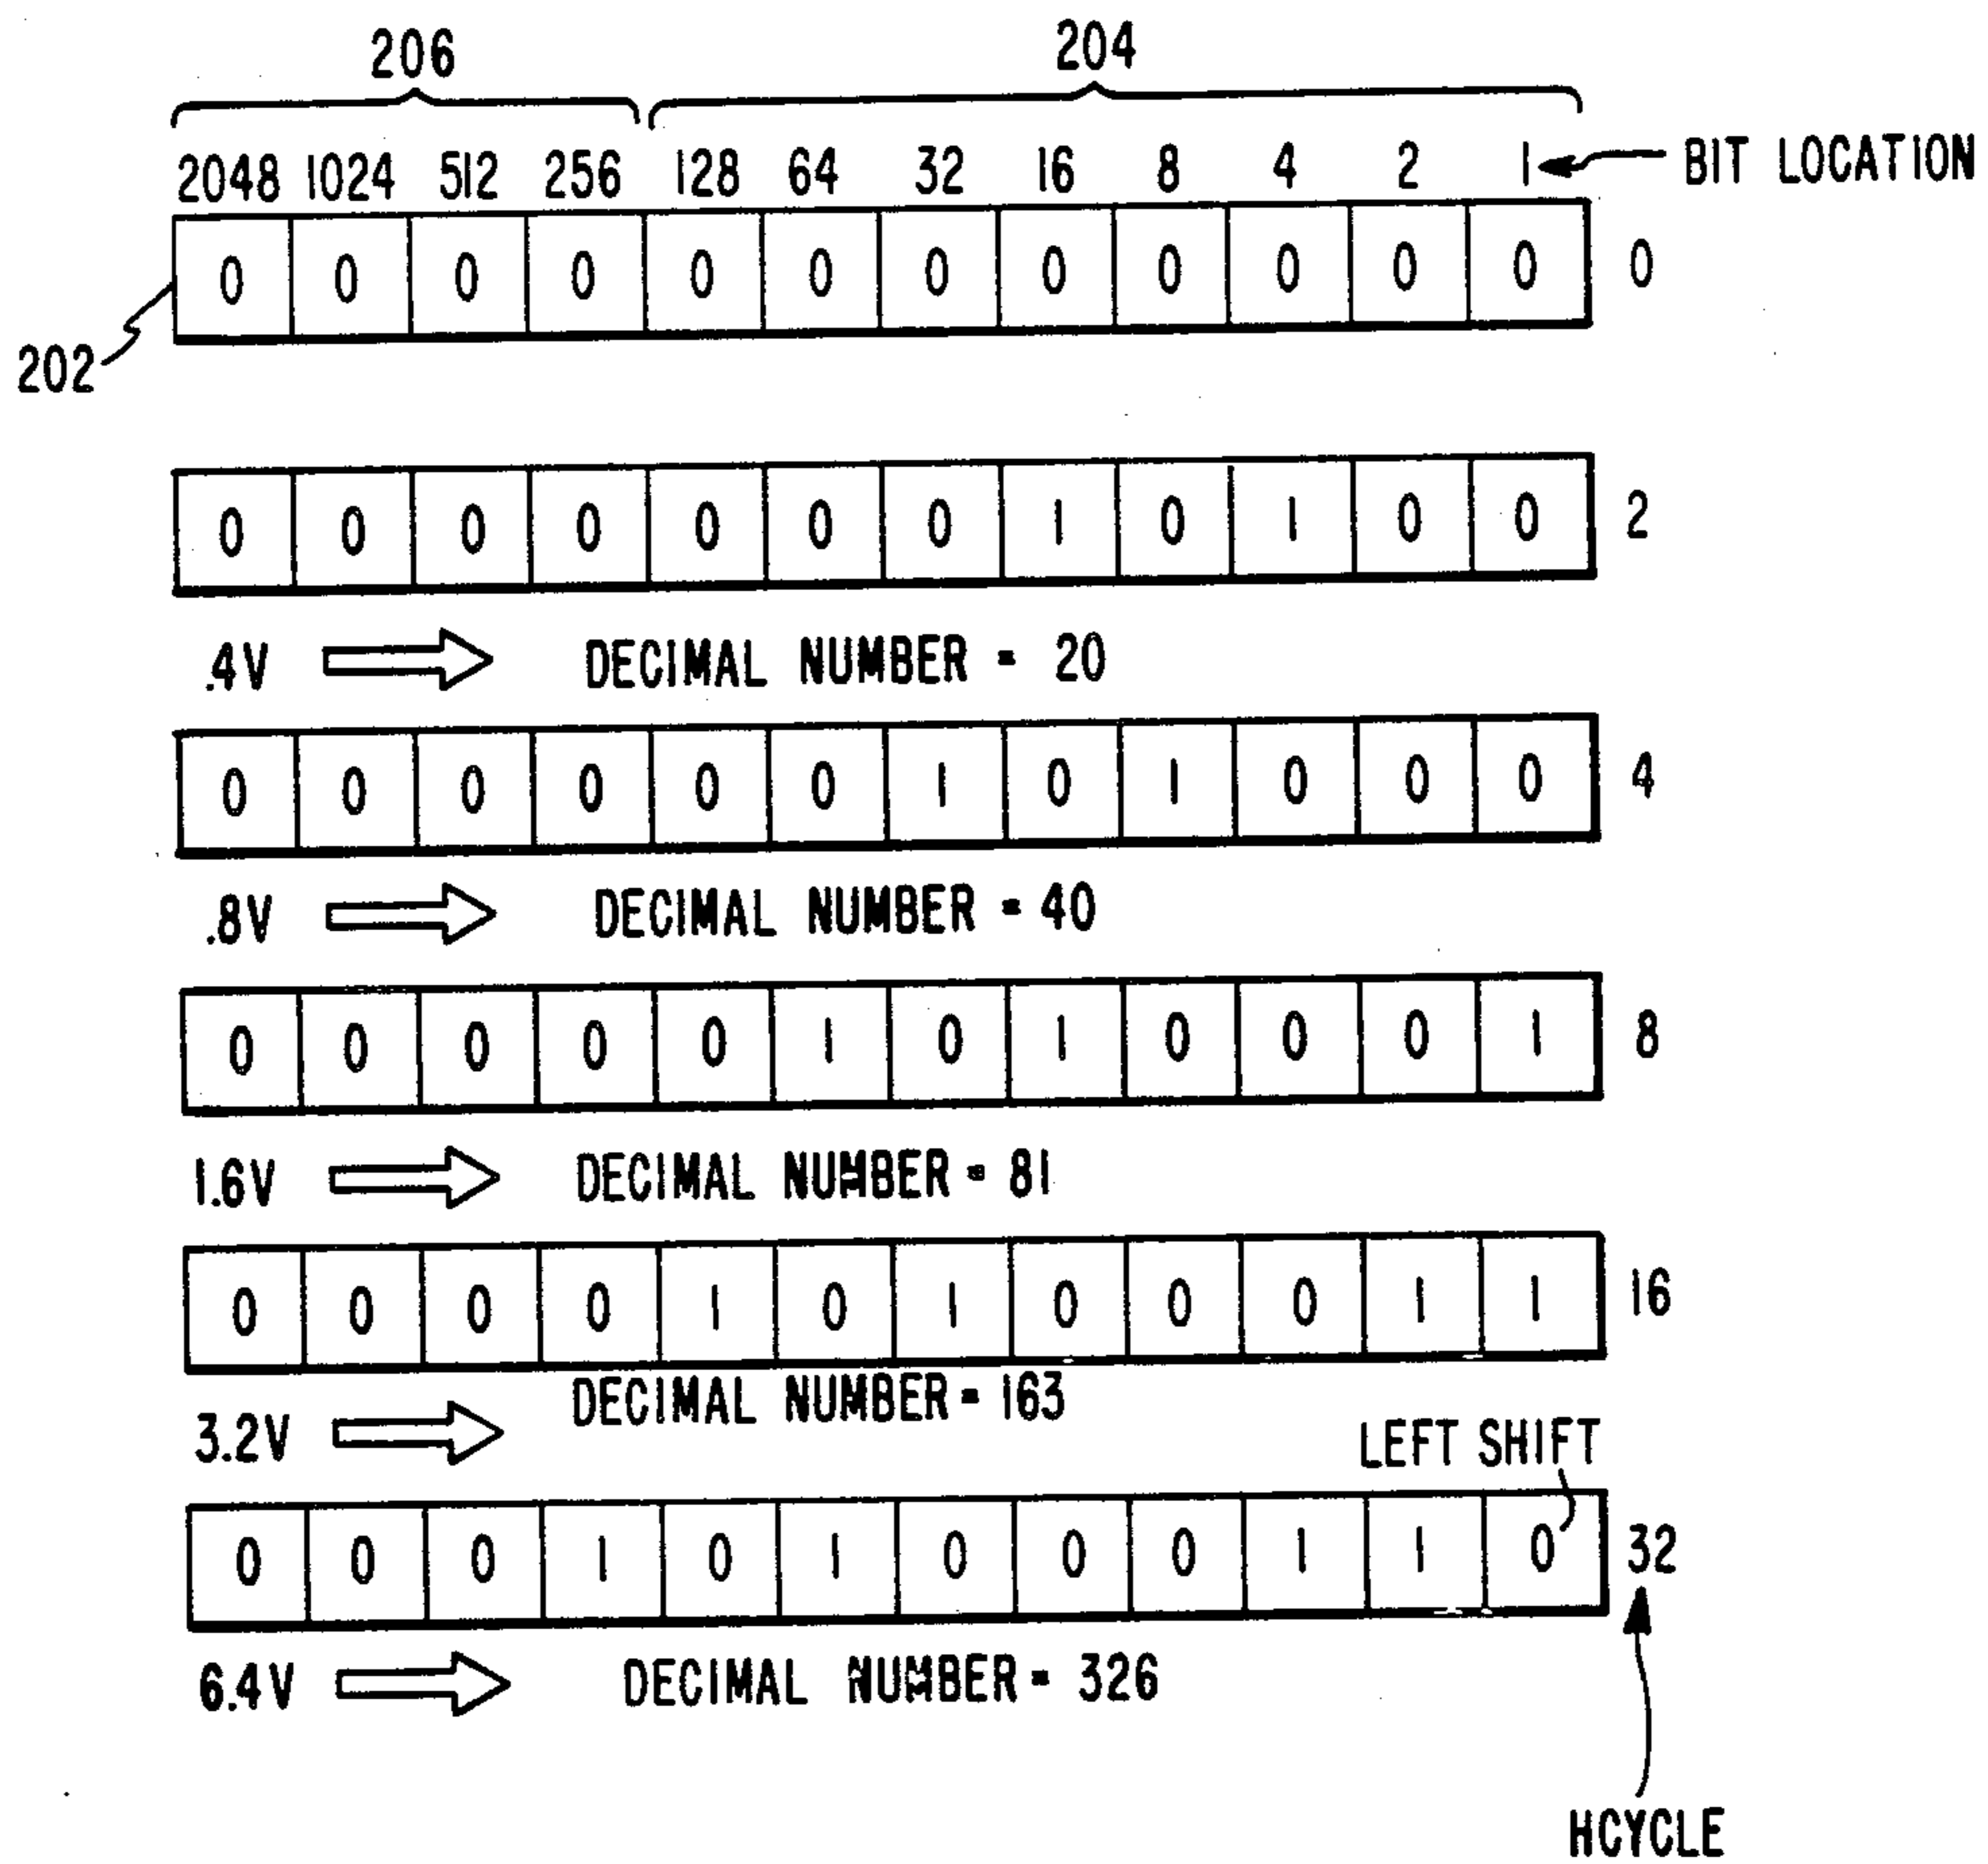 206 204
2048 1024 512 256 128 64 32 16 8 4 2 1 BIT LOCATION
0 0 0 0 0 0 0 0 0 0 0 0 0
202
0 0 0 0 0 0 0 1 0 1 0 0 2
.4V DECIMAL NUMBER = 20
0 0 0 0 0 0 1 0 1 0 0 0 4
.8V DECIMAL NUMBER = 40
0 0 0 0 0 1 0 1 0 0 0 1 8
1.6V DECIMAL NUMBER = 81
0 0 0 0 1 0 1 0 0 0 1 1 16
3.2V DECIMAL NUMBER = 163
LEFT SHIFT
0 0 0 1 0 1 0 0 0 1 1 0 32
6.4V DECIMAL NUMBER = 326
HCYCLE